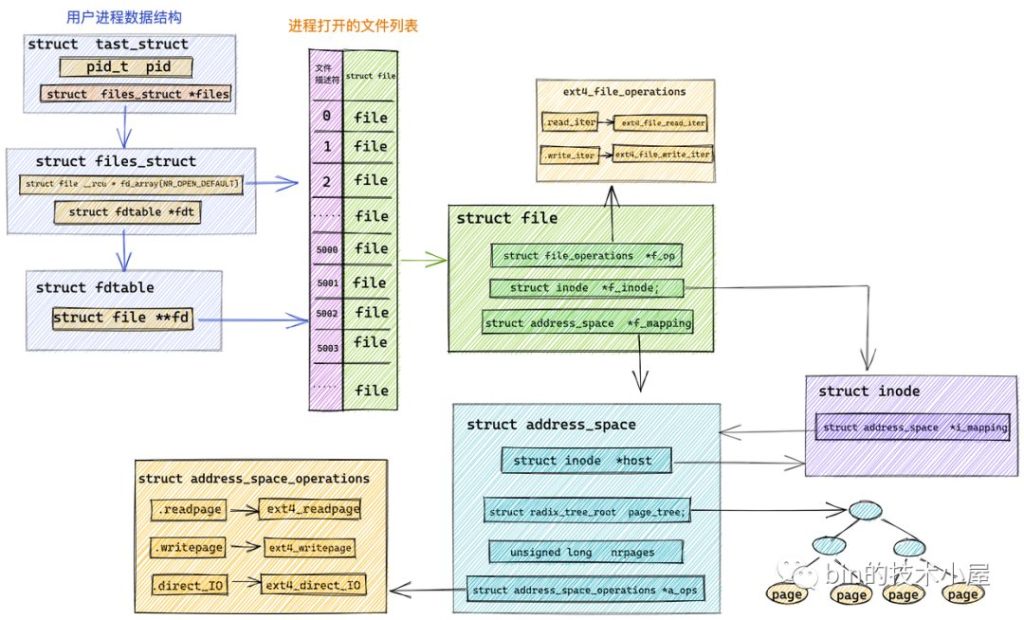 用户进程数据结构
struct tast_struct
pid_t pid
struct files_struct *files
struct files_struct
struct file __rcu * fd_array[NR_OPEN_DEFAULT]
struct fdtable *fdt
struct fdtable
struct file **fd
进程打开的文件列表
文件
描述符
struct file
0
file
1
file
2
file
......
file
5000
file
5001
file
5002
file
5003
file
.....
file
ext4_file_operations
.read_iter
ext4_file_read_iter
.write_iter
ext4_file_write_iter
struct file
struct file_operations *f_op
struct inode *f_inode;
struct address_space *f_mapping
struct inode
struct address_space *i_mapping
struct address_space
struct inode *host
struct radix_tree_root page_tree;
unsigned long nrpages
struct address_space_operations *a_ops
struct address_space_operations
.readpage
ext4_readpage
.writepage
ext4_writepage
.direct_IO
ext4_direct_IO
page
page
page
page
bin的技术小屋